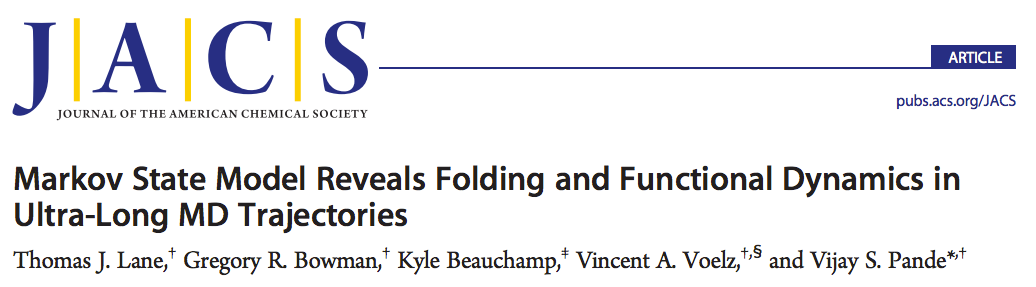 J|A|C|S
JOURNAL OF THE AMERICAN CHEMICAL SOCIETY
ARTICLE
pubs.acs.org/JACS
Markov State Model Reveals Folding and Functional Dynamics in
Ultra-Long MD Trajectories
Thomas J. Lane,† Gregory R. Bowman,† Kyle Beauchamp,‡ Vincent A. Voelz,†,§ and Vijay S. Pande*,†